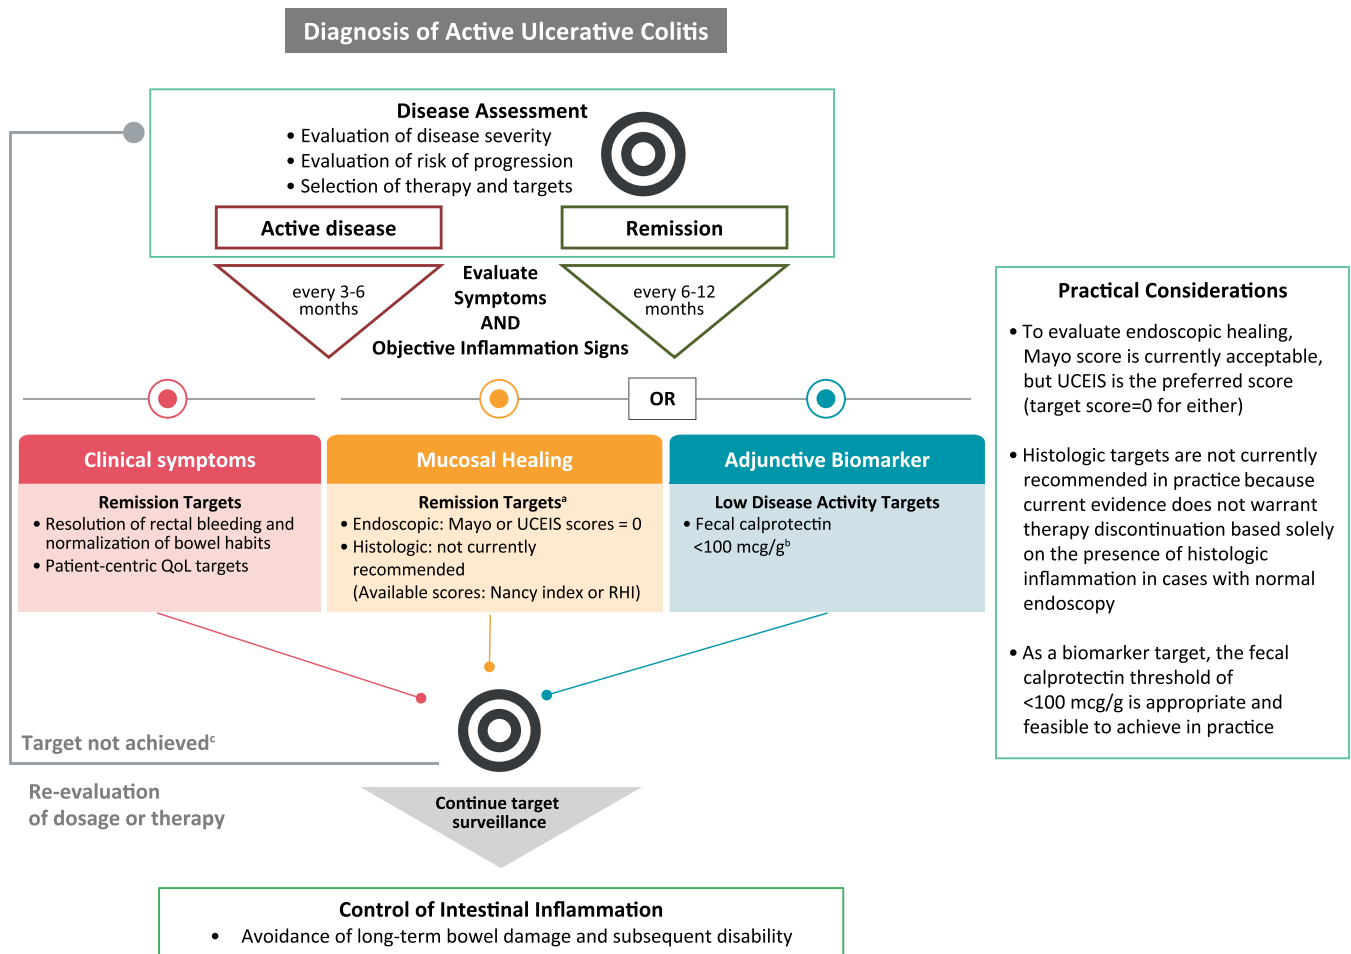 Diagnosis of Active Ulcerative Colitis
Disease Assessment
• Evaluation of disease severity
• Evaluation of risk of progression
• Selection of therapy and targets
Active disease
Remission
every 3-6
months
Evaluate
Symptoms
AND
Objective Inflammation Signs
every 6-12
months
OR
Clinical symptoms
Remission Targets
• Resolution of rectal bleeding and
normalization of bowel habits
• Patient-centric QoL targets
Mucosal Healing
Remission Targetsᵃ
• Endoscopic: Mayo or UCEIS scores = 0
• Histologic: not currently
recommended
(Available scores: Nancy index or RHI)
Adjunctive Biomarker
Low Disease Activity Targets
• Fecal calprotectin
<100 mcg/gᵇ
Target not achievedᶜ
Re-evaluation
of dosage or therapy
Continue target
surveillance
Control of Intestinal Inflammation
• Avoidance of long-term bowel damage and subsequent disability
Practical Considerations
• To evaluate endoscopic healing,
Mayo score is currently acceptable,
but UCEIS is the preferred score
(target score=0 for either)
• Histologic targets are not currently
recommended in practice because
current evidence does not warrant
therapy discontinuation based solely
on the presence of histologic
inflammation in cases with normal
endoscopy
• As a biomarker target, the fecal
calprotectin threshold of
<100 mcg/g is appropriate and
feasible to achieve in practice